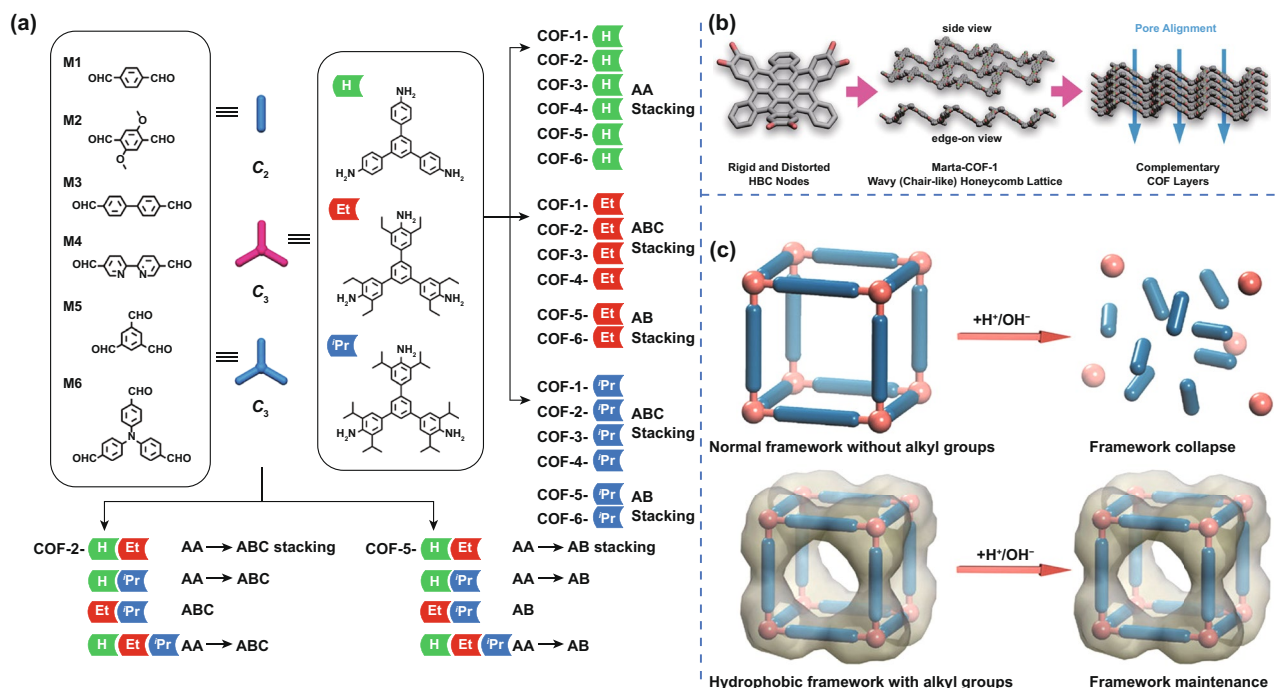 (a)
M1
OHC
CHO
M2
O
OHC
CHO
O
M3
OHC
CHO
M4
OHC
CHO
N
N
M5
CHO
OHC
CHO
M6
CHO
N
OHC
CHO
C₂
C₃
C₃
H
NH₂
H₂N
NH₂
Et
NH₂
H₂N
NH₂
ⁱPr
NH₂
H₂N
NH₂
COF-1- H
COF-2- H
COF-3- H
AA
COF-4- H
Stacking
COF-5- H
COF-6- H
COF-1- Et
COF-2- Et
ABC
COF-3- Et
Stacking
COF-4- Et
COF-5- Et
AB
COF-6- Et
Stacking
COF-1- ⁱPr
COF-2- ⁱPr
ABC
COF-3- ⁱPr
Stacking
COF-4- ⁱPr
COF-5- ⁱPr
AB
COF-6- ⁱPr
Stacking
COF-2- H Et AA → ABC stacking
H ⁱPr AA → ABC
Et ⁱPr ABC
H Et ⁱPr AA → ABC
COF-5- H Et AA → AB stacking
H ⁱPr AA → AB
Et ⁱPr AB
H Et ⁱPr AA → AB
(b)
side view
edge-on view
Pore Alignment
Rigid and Distorted
HBC Nodes
Marta-COF-1
Wavy (Chair-like) Honeycomb Lattice
Complementary
COF Layers
(c)
+H⁺/OH⁻
Normal framework without alkyl groups
Framework collapse
+H⁺/OH⁻
Hydrophobic framework with alkyl groups
Framework maintenance